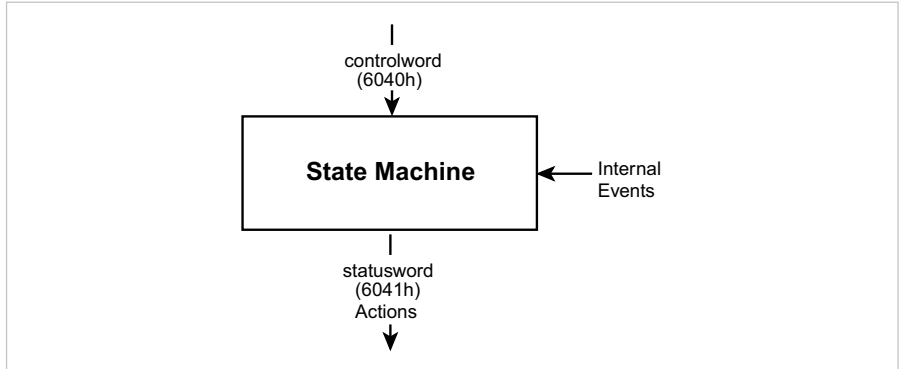 controlword
(6040h)
State Machine
Internal
Events
statusword
(6041h)
Actions